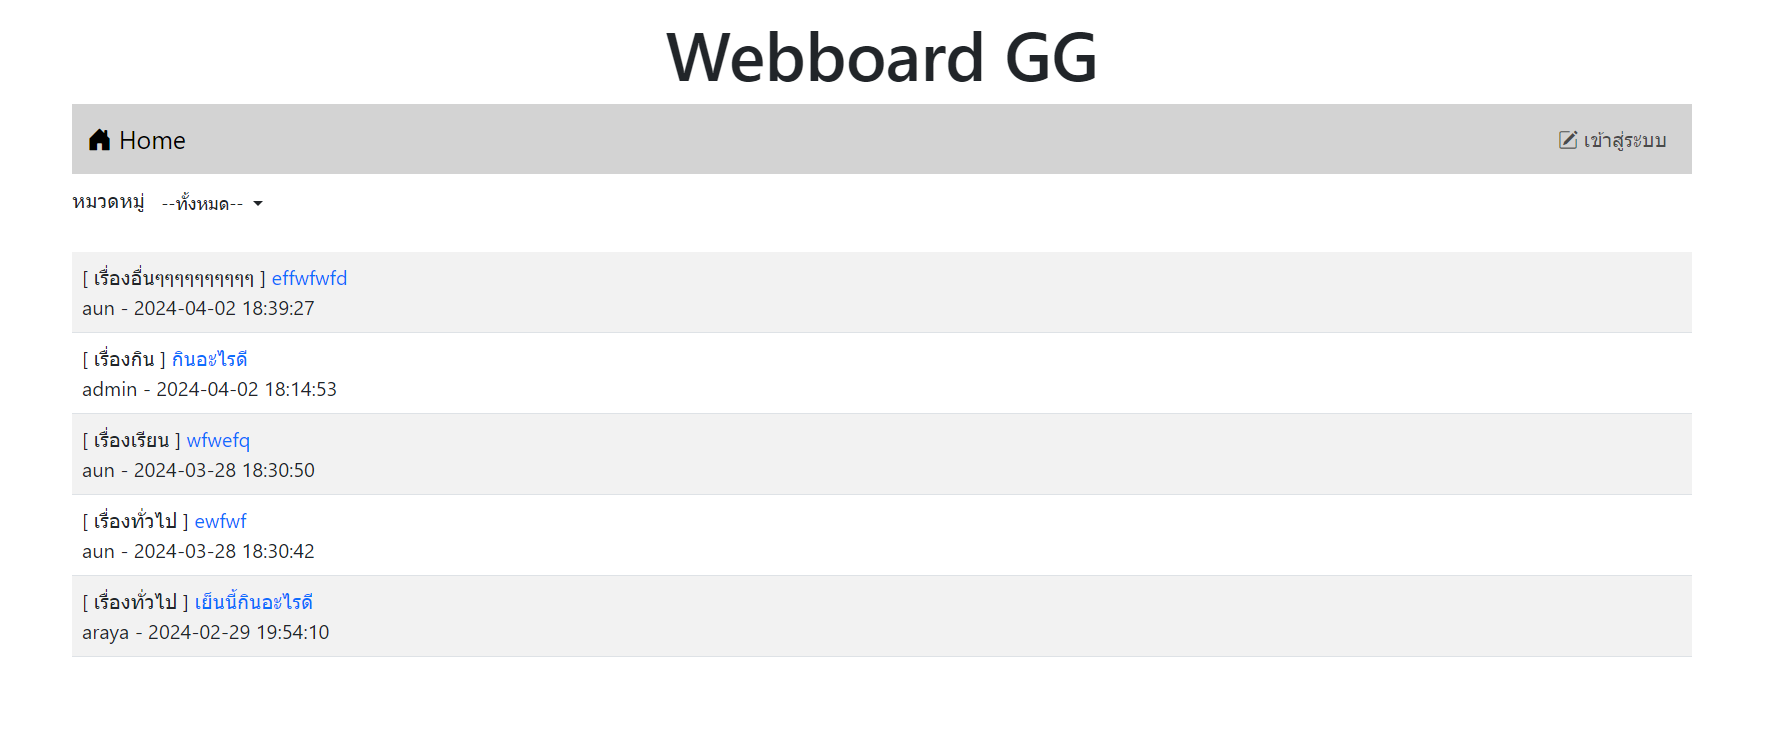 Webboard GG
Home
เข้าสู่ระบบ
หมวดหมู่ --ทั้งหมด--
[ เรื่องอื่นๆๆๆๆๆๆๆๆๆๆ ] effwfwfd
aun - 2024-04-02 18:39:27
[ เรื่องกิน ] กินอะไรดี
admin - 2024-04-02 18:14:53
[ เรื่องเรียน ] wfwefq
aun - 2024-03-28 18:30:50
[ เรื่องทั่วไป ] ewfwf
aun - 2024-03-28 18:30:42
[ เรื่องทั่วไป ] เย็นนี้กินอะไรดี
araya - 2024-02-29 19:54:10